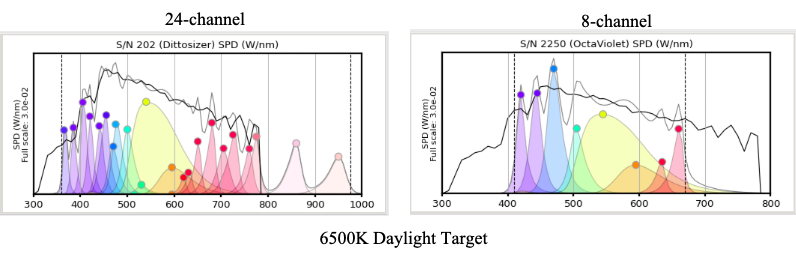 24-channel
8-channel
S/N 202 (Dittosizer) SPD (W/nm)
S/N 2250 (OctaViolet) SPD (W/nm)
SPD (W/nm)
Full scale: 3.0e-02
SPD (W/nm)
Full scale: 3.0e-02
300 400 500 600 700 800 900 1000
300 400 500 600 700 800
6500K Daylight Target